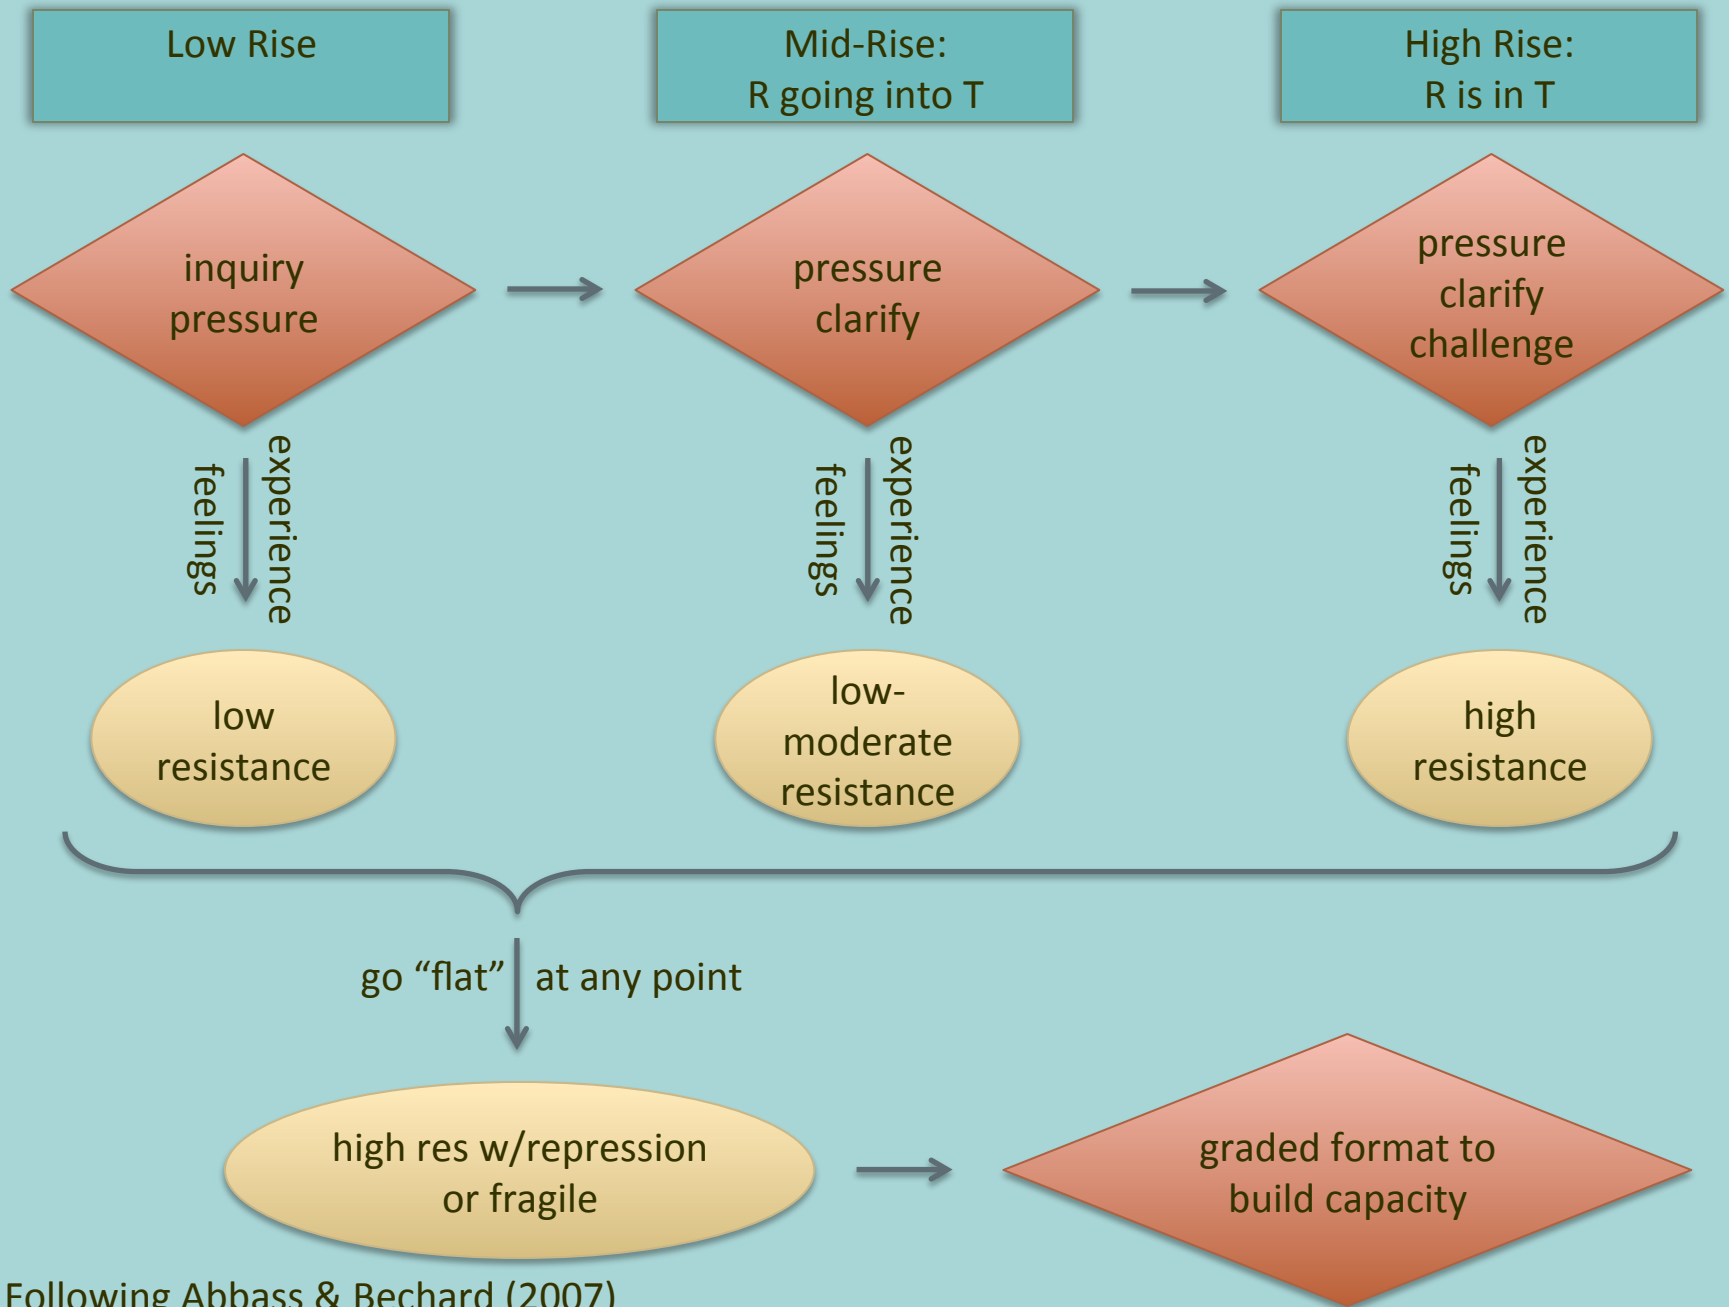 Low Rise
Mid-Rise:
R going into T
High Rise:
R is in T
inquiry
pressure
pressure
clarify
pressure
clarify
challenge
experience
feelings
experience
feelings
experience
feelings
low
resistance
low-
moderate
resistance
high
resistance
go “flat” at any point
high res w/repression
or fragile
graded format to
build capacity
Following Abbass & Bechard (2007)